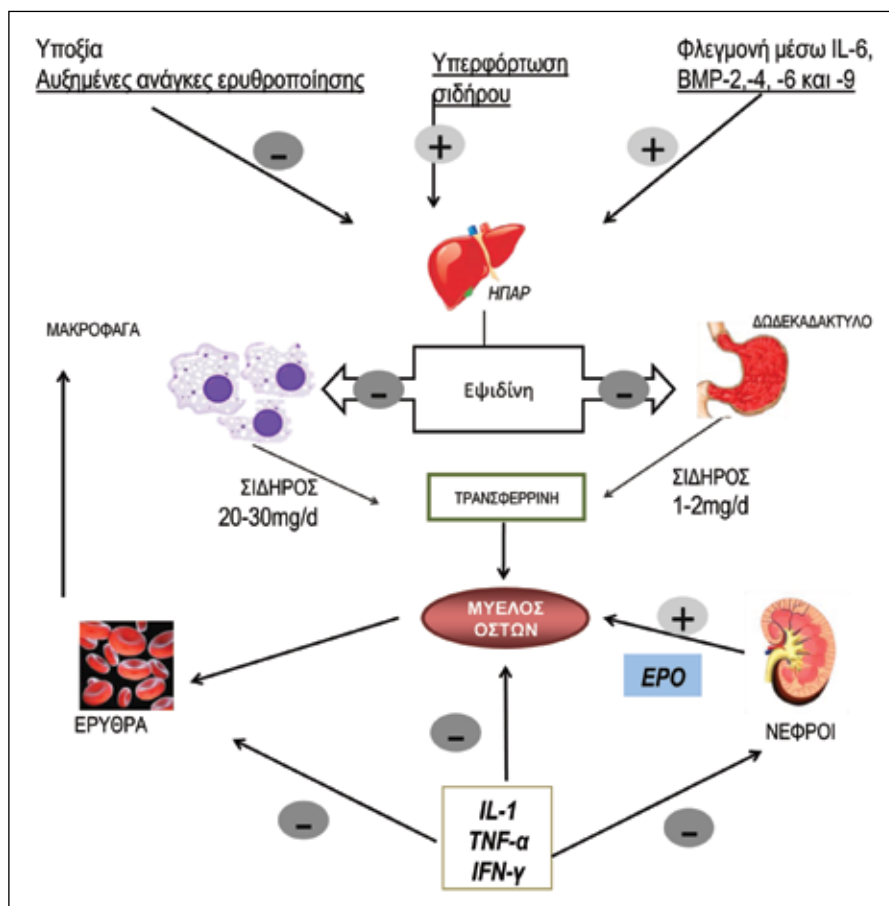 Υποξία
Αυξημένες ανάγκες ερυθροποίησης
Υπερφόρτωση
σιδήρου
Φλεγμονή μέσω IL-6,
BMP-2,-4, -6 και -9
-
+
+
ΗΠΑΡ
ΜΑΚΡΟΦΑΓΑ
ΔΩΔΕΚΑΔΑΚΤΥΛΟ
-
Εψιδίνη
-
ΣΙΔΗΡΟΣ
20-30mg/d
ΤΡΑΝΣΦΕΡΡΙΝΗ
ΣΙΔΗΡΟΣ
1-2mg/d
ΜΥΕΛΟΣ
ΟΣΤΩΝ
+
EPO
ΕΡΥΘΡΑ
ΝΕΦΡΟΙ
-
-
-
IL-1
TNF-α
IFN-γ